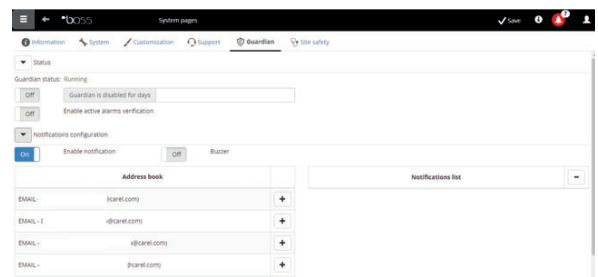 boss System pages Save
Information System Customization Support Guardian Site safety
Status
Guardian status: Running
Off Guardian is disabled for days
Off Enable active alarms verification
Notifications configuration
On Enable notification Off Buzzer
Address book Notifications list
EMAIL - (carel.com) +
EMAIL - I @carel.com) +
EMAIL - @carel.com) +
EMAIL - (carel.com) +